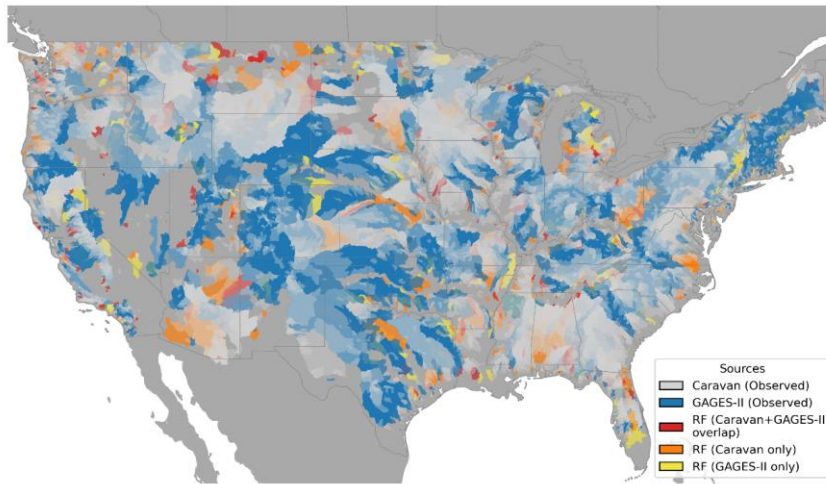 Sources
Caravan (Observed)
GAGES-II (Observed)
RF (Caravan+GAGES-II
overlap)
RF (Caravan only)
RF (GAGES-II only)